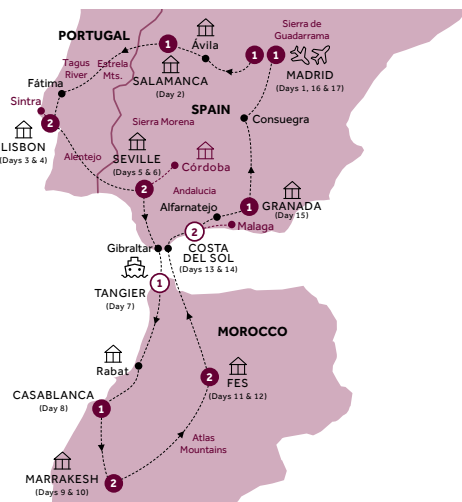 PORTUGAL
Sierra de
Guadarrama
1
Ávila
1
1
Tagus
River
Estrela
Mts.
SALAMANCA
(Day 2)
MADRID
(Days 1, 16 & 17)
Fátima
Sintra
SPAIN
2
Consuegra
LISBON
(Days 3 & 4)
Sierra Morena
Alentejo
SEVILLE
(Days 5 & 6)
Córdoba
2
Andalucia
Alfarnatejo
1
GRANADA
(Day 15)
2
Malaga
Gibraltar
COSTA
DEL SOL
(Days 13 & 14)
1
TANGIER
(Day 7)
MOROCCO
Rabat
2
FES
(Days 11 & 12)
CASABLANCA
(Day 8)
1
Atlas
Mountains
MARRAKESH
(Days 9 & 10)
2